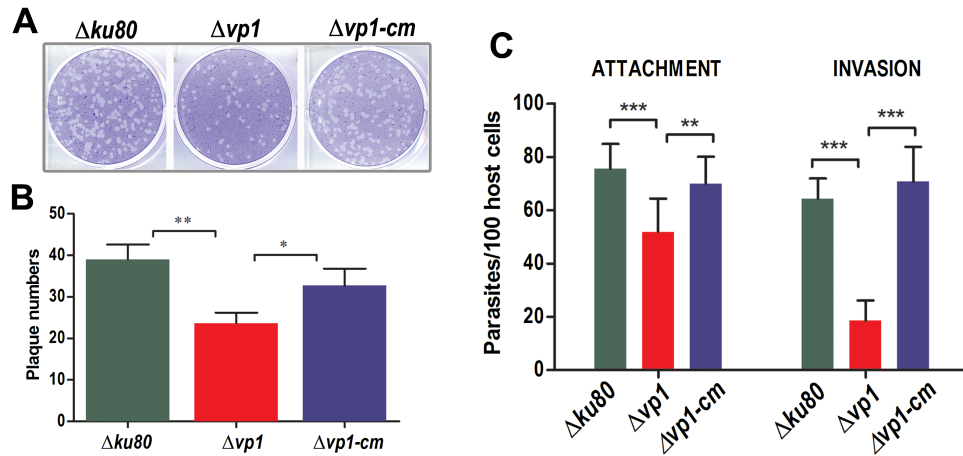 A
Δku80 Δvp1 Δvp1-cm
B
Plaque numbers
50
40
30
20
10
0
**
*
Δku80 Δvp1 Δvp1-cm
C
ATTACHMENT INVASION
Parasites/100 host cells
100
80
60
40
20
0
*** **
*** ***
Δku80 Δvp1 Δvp1-cm Δku80 Δvp1 Δvp1-cm